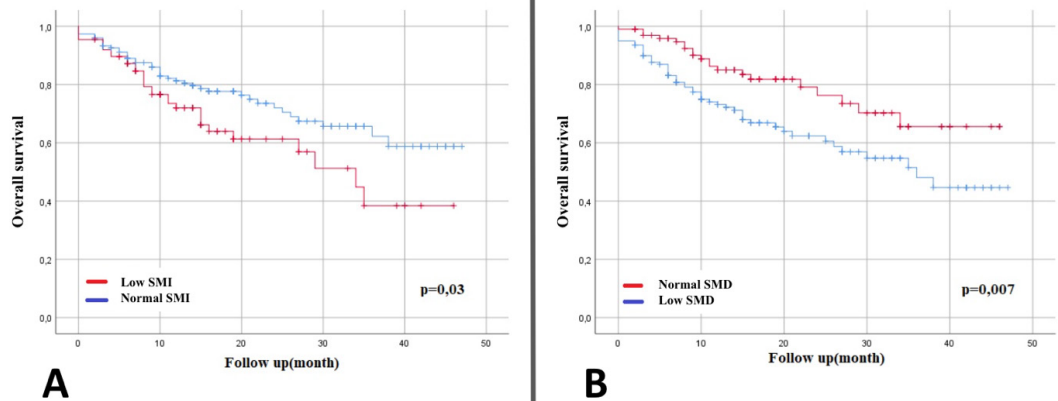 1,0
0,8
0,6
0,4
0,2
0,0
Overall survival
Low SMI
Normal SMI
p=0,03
0 10 20 30 40 50
Follow up(month)
A
1,0
0,8
0,6
0,4
0,2
0,0
Overall survival
Normal SMD
Low SMD
p=0,007
0 10 20 30 40 50
Follow up(month)
B